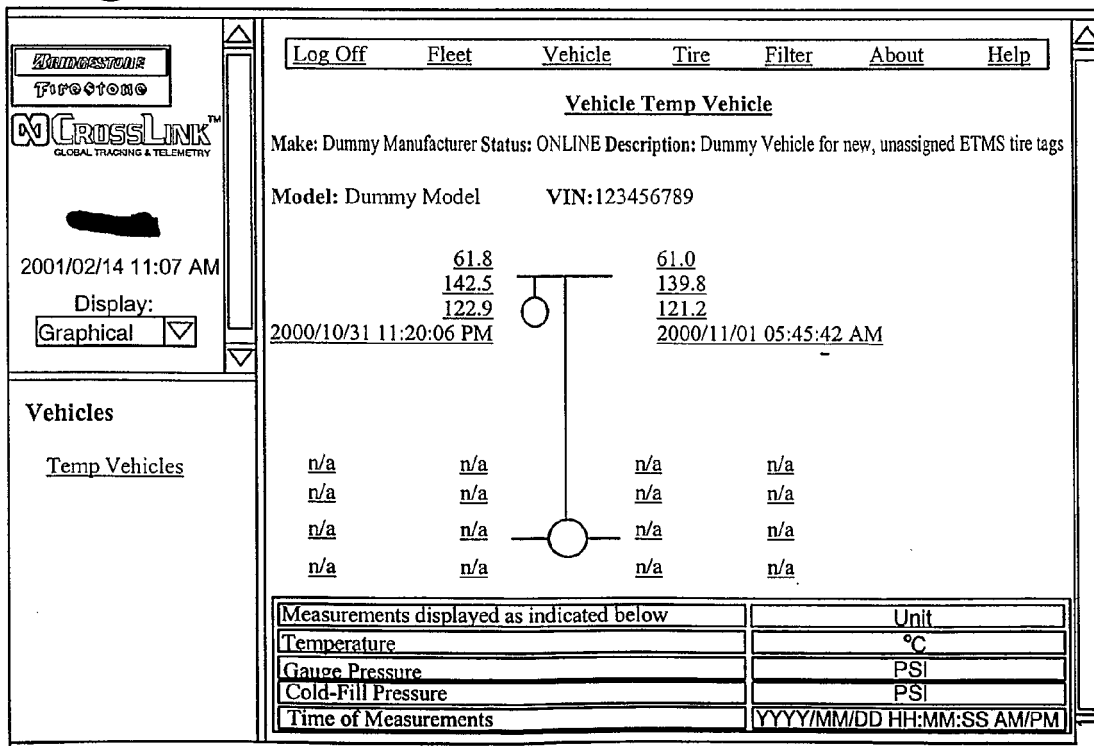 BRIDGESTONE
Firestone
CROSSLINK™
GLOBAL TRACKING & TELEMETRY
2001/02/14 11:07 AM
Display:
Graphical
Vehicles
Temp Vehicles
Log Off Fleet Vehicle Tire Filter About Help
Vehicle Temp Vehicle
Make: Dummy Manufacturer Status: ONLINE Description: Dummy Vehicle for new, unassigned ETMS tire tags
Model: Dummy Model VIN:123456789
61.8 61.0
142.5 139.8
122.9 121.2
2000/10/31 11:20:06 PM 2000/11/01 05:45:42 AM
n/a n/a n/a n/a
n/a n/a n/a n/a
n/a n/a n/a n/a
n/a n/a n/a n/a
Measurements displayed as indicated below Unit
Temperature °C
Gauge Pressure PSI
Cold-Fill Pressure PSI
Time of Measurements YYYY/MM/DD HH:MM:SS AM/PM